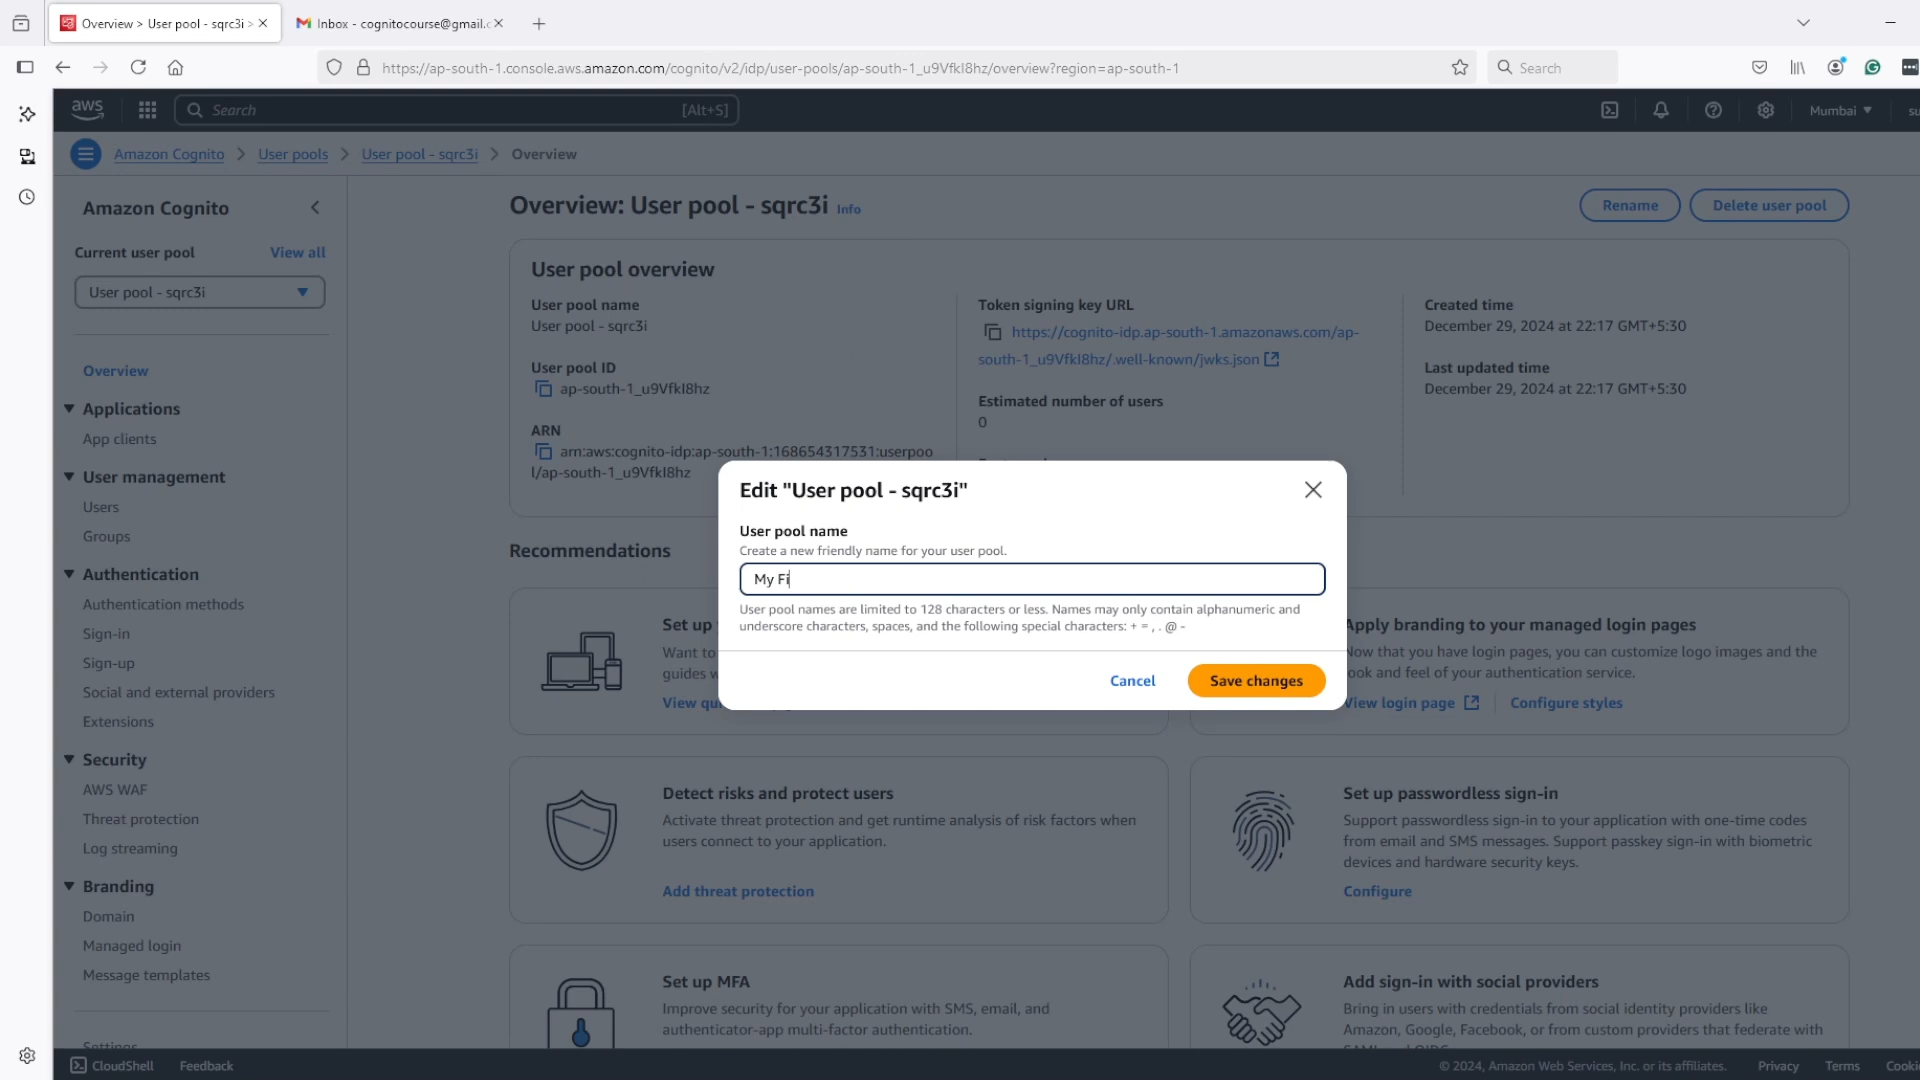 Overview > User pool - sqrc3i >
Inbox - cognitocourse@gmail.c
https://ap-south-1.console.aws.amazon.com/cognito/v2/idp/user-pools/ap-south-1_u9VfkI8hz/overview?region=ap-south-1
Search
aws
Search
[Alt+S]
Mumbai
su
Amazon Cognito
User pools
User pool - sqrc3i
Overview
Amazon Cognito
Current user pool
View all
User pool - sqrc3i
Overview
Applications
App clients
User management
Users
Groups
Authentication
Authentication methods
Sign-in
Sign-up
Social and external providers
Extensions
Security
AWS WAF
Threat protection
Log streaming
Branding
Domain
Managed login
Message templates
Settings
Overview: User pool - sqrc3i Info
Rename
Delete user pool
User pool overview
User pool name
User pool - sqrc3i
User pool ID
ap-south-1_u9VfkI8hz
ARN
arn:aws:cognito-idp:ap-south-1:168654317531:userpoo
l/ap-south-1_u9VfkI8hz
Token signing key URL
https://cognito-idp.ap-south-1.amazonaws.com/ap-
south-1_u9VfkI8hz/.well-known/jwks.json
Estimated number of users
0
Created time
December 29, 2024 at 22:17 GMT+5:30
Last updated time
December 29, 2024 at 22:17 GMT+5:30
Edit "User pool - sqrc3i"
User pool name
Create a new friendly name for your user pool.
My Fi
User pool names are limited to 128 characters or less. Names may only contain alphanumeric and
underscore characters, spaces, and the following special characters: + = , . @ -
Cancel
Save changes
Recommendations
Set up
Want to
guides w
View qui
Apply branding to your managed login pages
Now that you have login pages, you can customize logo images and the
look and feel of your authentication service.
View login page
Configure styles
Detect risks and protect users
Activate threat protection and get runtime analysis of risk factors when
users connect to your application.
Add threat protection
Set up passwordless sign-in
Support passwordless sign-in to your application with one-time codes
from email and SMS messages. Support passkey sign-in with biometric
devices and hardware security keys.
Configure
Set up MFA
Improve security for your application with SMS, email, and
authenticator-app multi-factor authentication.
Add sign-in with social providers
Bring in users with credentials from social identity providers like
Amazon, Google, Facebook, or from custom providers that federate with
SAML and OIDC.
CloudShell
Feedback
© 2024, Amazon Web Services, Inc. or its affiliates.
Privacy
Terms
Cooki